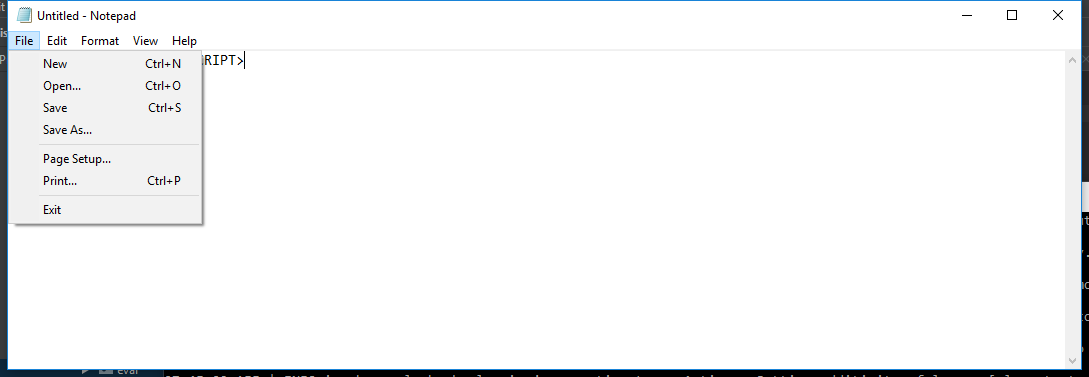 Untitled - Notepad
File Edit Format View Help
New Ctrl+N
Open... Ctrl+O
Save Ctrl+S
Save As...
Page Setup...
Print... Ctrl+P
Exit
RIPT>
eval